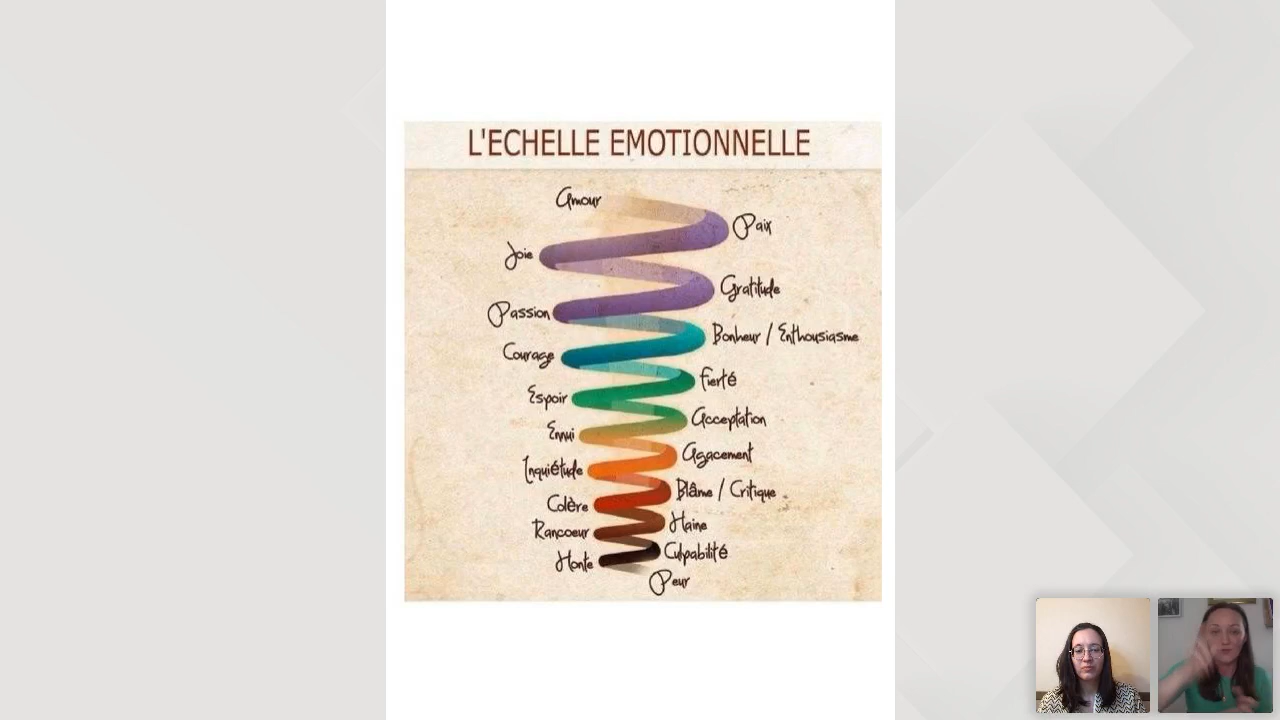 L'ECHELLE EMOTIONNELLE
Amour
Paix
Joie
Gratitude
Passion
Bonheur / Enthousiasme
Courage
Fierté
Espoir
Acceptation
Ennui
Agacement
Inquiétude
Blâme / Critique
Colère
Haine
Rancoeur
Culpabilité
Honte
Peur